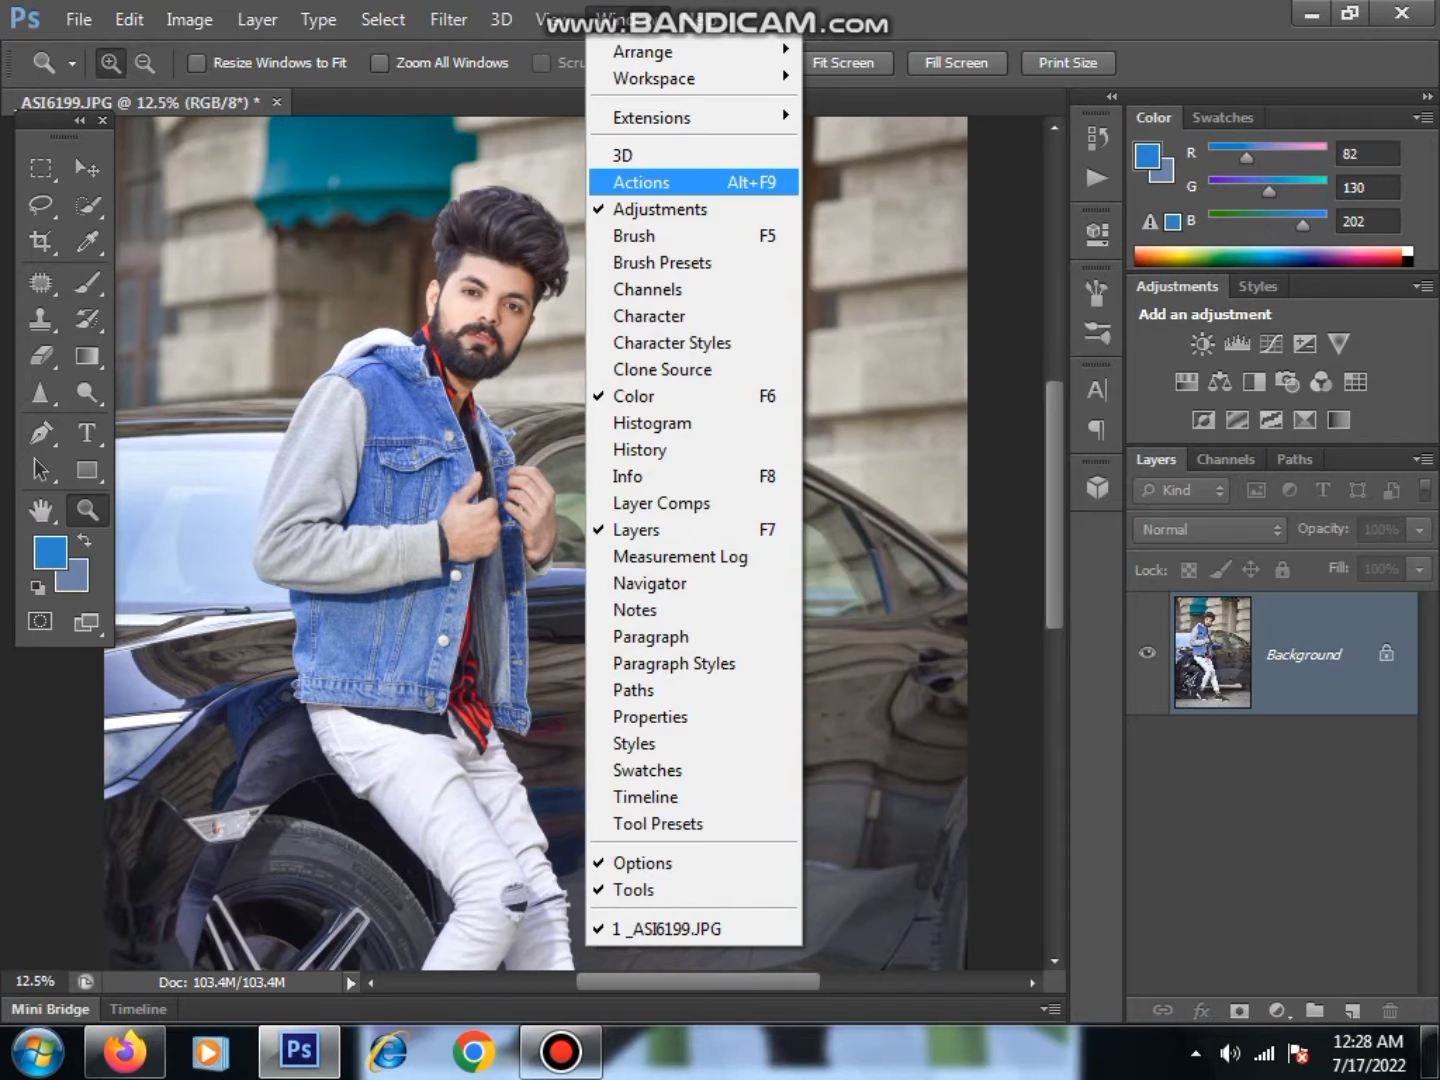 Ps File Edit Image Layer Type Select Filter 3D
www.BANDICAM.com
Resize Windows to Fit Zoom All Windows Fit Screen Fill Screen Print Size
_ASI6199.JPG @ 12.5% (RGB/8*) * ×
Arrange
Workspace
Extensions
3D
Actions Alt+F9
Adjustments
Brush F5
Brush Presets
Channels
Character
Character Styles
Clone Source
Color F6
Histogram
History
Info F8
Layer Comps
Layers F7
Measurement Log
Navigator
Notes
Paragraph
Paragraph Styles
Paths
Properties
Styles
Swatches
Timeline
Tool Presets
Options
Tools
1 _ASI6199.JPG
Color Swatches
R 82
G 130
B 202
Adjustments Styles
Add an adjustment
Layers Channels Paths
Kind
Normal Opacity: 100%
Lock: Fill: 100%
Background
12.5% Doc: 103.4M/103.4M
Mini Bridge Timeline
Ps
12:28 AM
7/17/2022